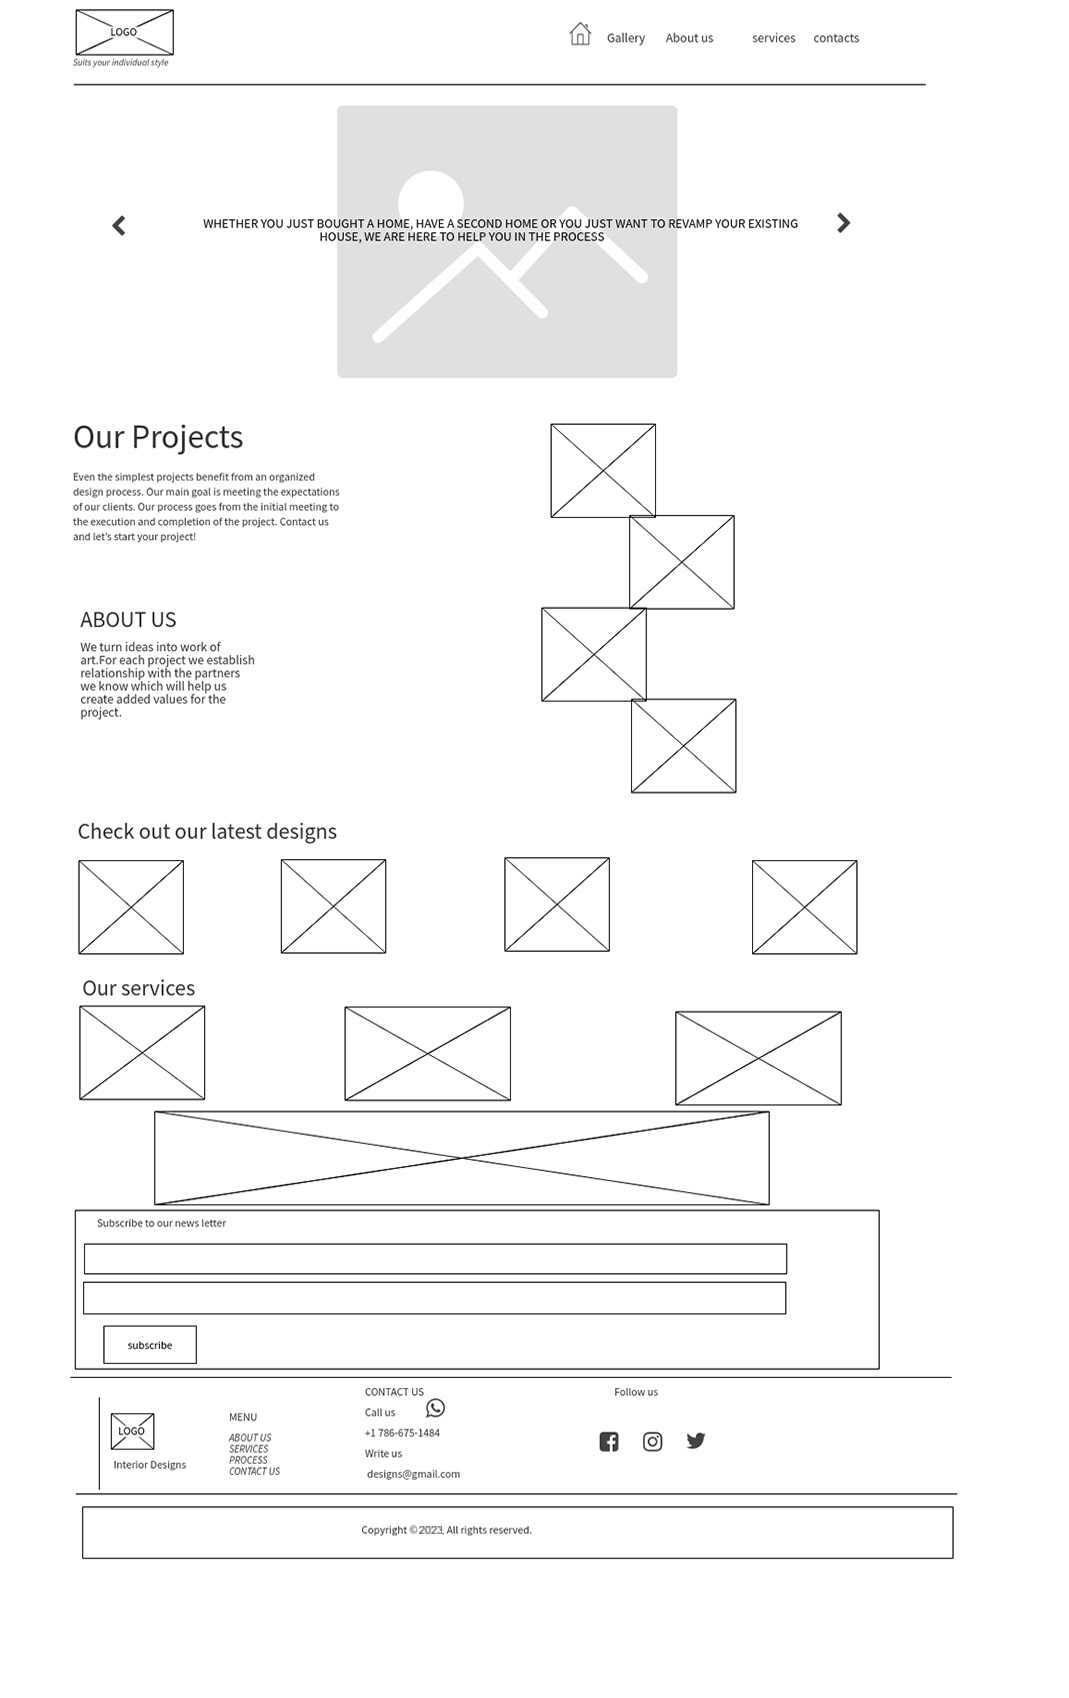 LOGO
Suits your individual style
Gallery
About us
services
contacts
WHETHER YOU JUST BOUGHT A HOME, HAVE A SECOND HOME OR YOU JUST WANT TO REVAMP YOUR EXISTING
HOUSE, WE ARE HERE TO HELP YOU IN THE PROCESS
Our Projects
Even the simplest projects benefit from an organized
design process. Our main goal is meeting the expectations
of our clients. Our process goes from the initial meeting to
the execution and completion of the project. Contact us
and let's start your project!
ABOUT US
We turn ideas into work of
art.For each project we establish
relationship with the partners
we know which will help us
create added values for the
project.
Check out our latest designs
Our services
Subscribe to our news letter
subscribe
LOGO
Interior Designs
MENU
ABOUT US
SERVICES
PROCESS
CONTACT US
CONTACT US
Call us
+1 786-675-1484
Write us
designs@gmail.com
Follow us
Copyright © 2023, All rights reserved.